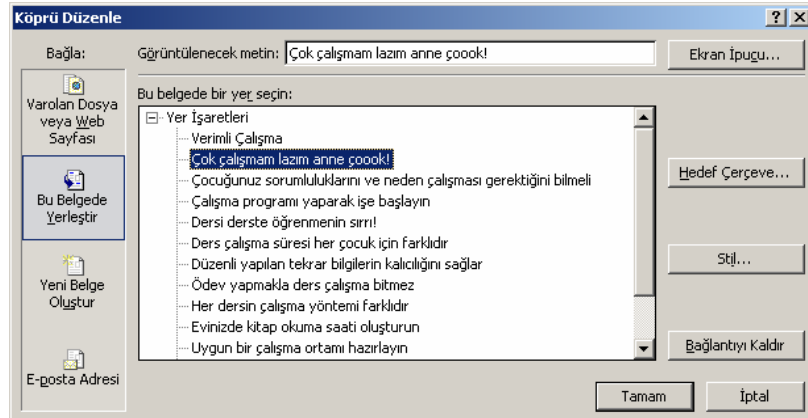 Köprü Düzenle
Bağla:
Görüntülenecek metin: Çok çalışmam lazım anne çoook!
Ekran İpucu...
Varolan Dosya
veya Web
Sayfası
Bu Belgede
Yerleştir
Yeni Belge
Oluştur
E-posta Adresi
Bu belgede bir yer seçin:
Yer İşaretleri
Verimli Çalışma
Çok çalışmam lazım anne çoook!
Çocuğunuz sorumluluklarını ve neden çalışması gerektiğini bilmeli
Çalışma programı yaparak işe başlayın
Dersi derste öğrenmenin sırrı!
Ders çalışma süresi her çocuk için farklıdır
Düzenli yapılan tekrar bilgilerin kalıcılığını sağlar
Ödev yapmakla ders çalışma bitmez
Her dersin çalışma yöntemi farklıdır
Evinizde kitap okuma saati oluşturun
Uygun bir çalışma ortamı hazırlayın
Hedef Çerçeve...
Stil...
Bağlantıyı Kaldır
Tamam
İptal